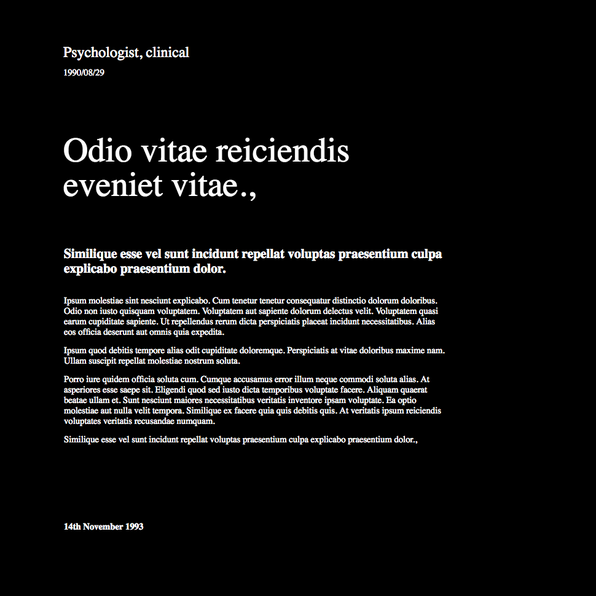 Psychologist, clinical
1990/08/29
Odio vitae reiciendis
eveniet vitae.,
Similique esse vel sunt incidunt repellat voluptas praesentium culpa
explicabo praesentium dolor.
Ipsum molestiae sint nesciunt explicabo. Cum tenetur tenetur consequatur distinctio dolorum doloribus.
Odio non iusto quisquam voluptatem. Voluptatem aut sapiente dolorum delectus velit. Voluptatem quasi
earum cupiditate sapiente. Ut repellendus rerum dicta perspiciatis placeat incidunt necessitatibus. Alias
eos officia deserunt aut omnis quia expedita.
Ipsum quod debitis tempore alias odit cupiditate doloremque. Perspiciatis at vitae doloribus maxime nam.
Ullam suscipit repellat molestiae nostrum soluta.
Porro iure quidem officia soluta cum. Cumque accusamus error illum neque commodi soluta alias. At
asperiores esse saepe sit. Eligendi quod sed iusto dicta temporibus voluptate facere. Aliquam quaerat
beatae ullam et. Sunt nesciunt maiores necessitatibus veritatis inventore ipsam voluptate. Ea optio
molestiae aut nulla velit tempora. Similique ex facere quia quis debitis quis. At veritatis ipsum reiciendis
voluptates veritatis recusandae numquam.
Similique esse vel sunt incidunt repellat voluptas praesentium culpa explicabo praesentium dolor.,
14th November 1993